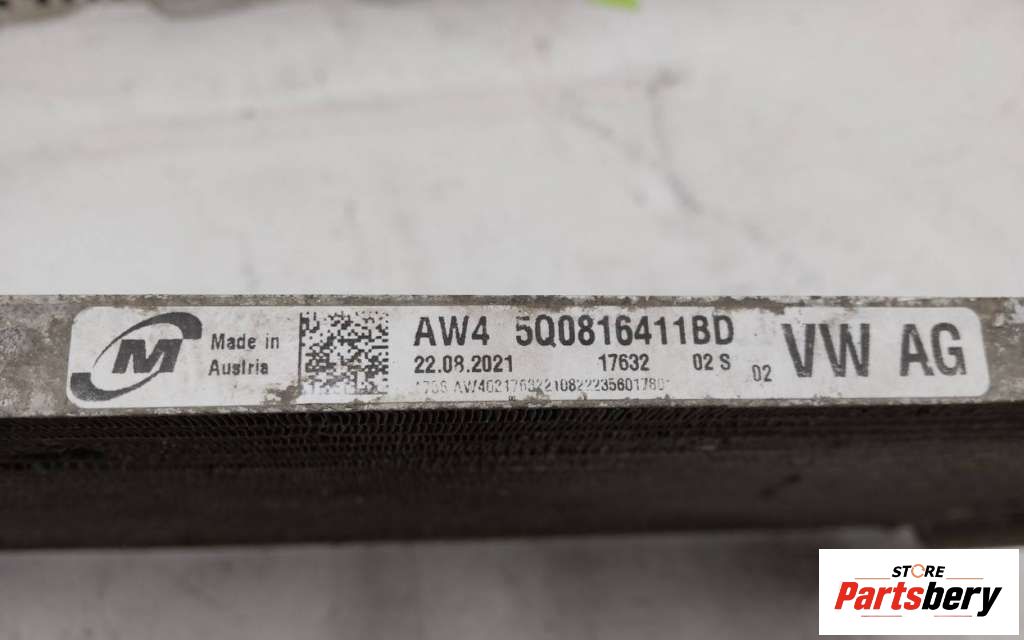 M
Made in
Austria
AW4 5Q0816411BD
22.08.2021 17632 02 S
02
VW AG
STORE
Partsbery